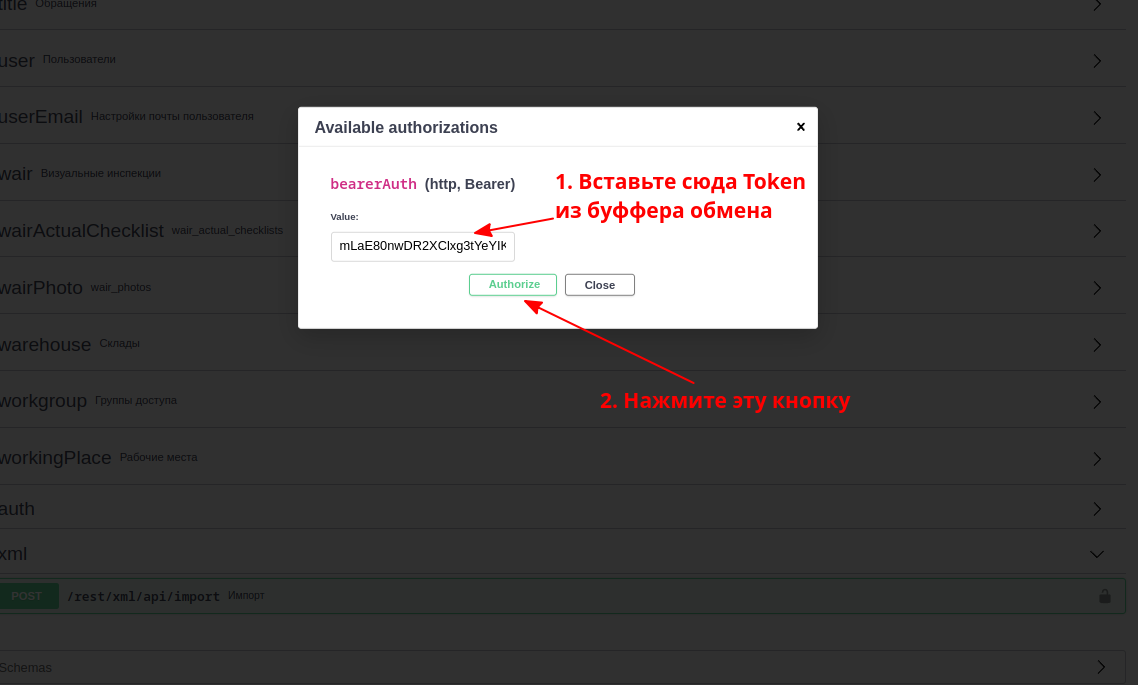 title Обращения
user Пользователи
userEmail Настройки почты пользователя
wair Визуальные инспекции
wairActualChecklist wair_actual_checklists
wairPhoto wair_photos
warehouse Склады
workgroup Группы доступа
workingPlace Рабочие места
auth
xml
POST /rest/xml/api/import Импорт
Schemas
Available authorizations ×
bearerAuth (http, Bearer)
Value:
mLaE80nwDR2XClxg3tYeYIK
Authorize Close
1. Вставьте сюда Token
из буффера обмена
2. Нажмите эту кнопку